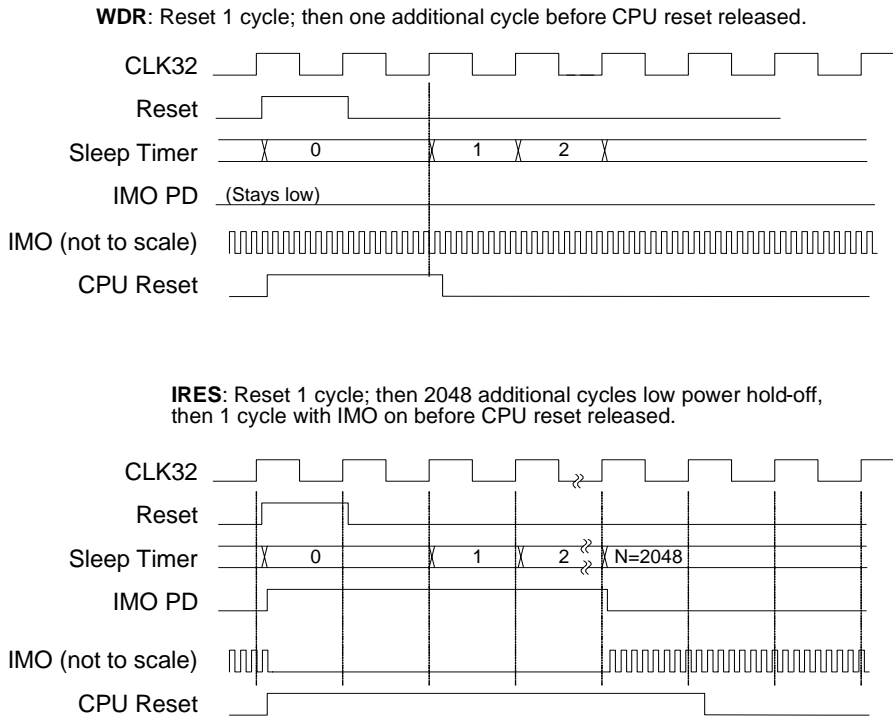 WDR: Reset 1 cycle; then one additional cycle before CPU reset released.
CLK32
Reset
Sleep Timer 0 1 2
IMO PD (Stays low)
IMO (not to scale)
CPU Reset
IRES: Reset 1 cycle; then 2048 additional cycles low power hold-off,
then 1 cycle with IMO on before CPU reset released.
CLK32
Reset
Sleep Timer 0 1 2 N=2048
IMO PD
IMO (not to scale)
CPU Reset